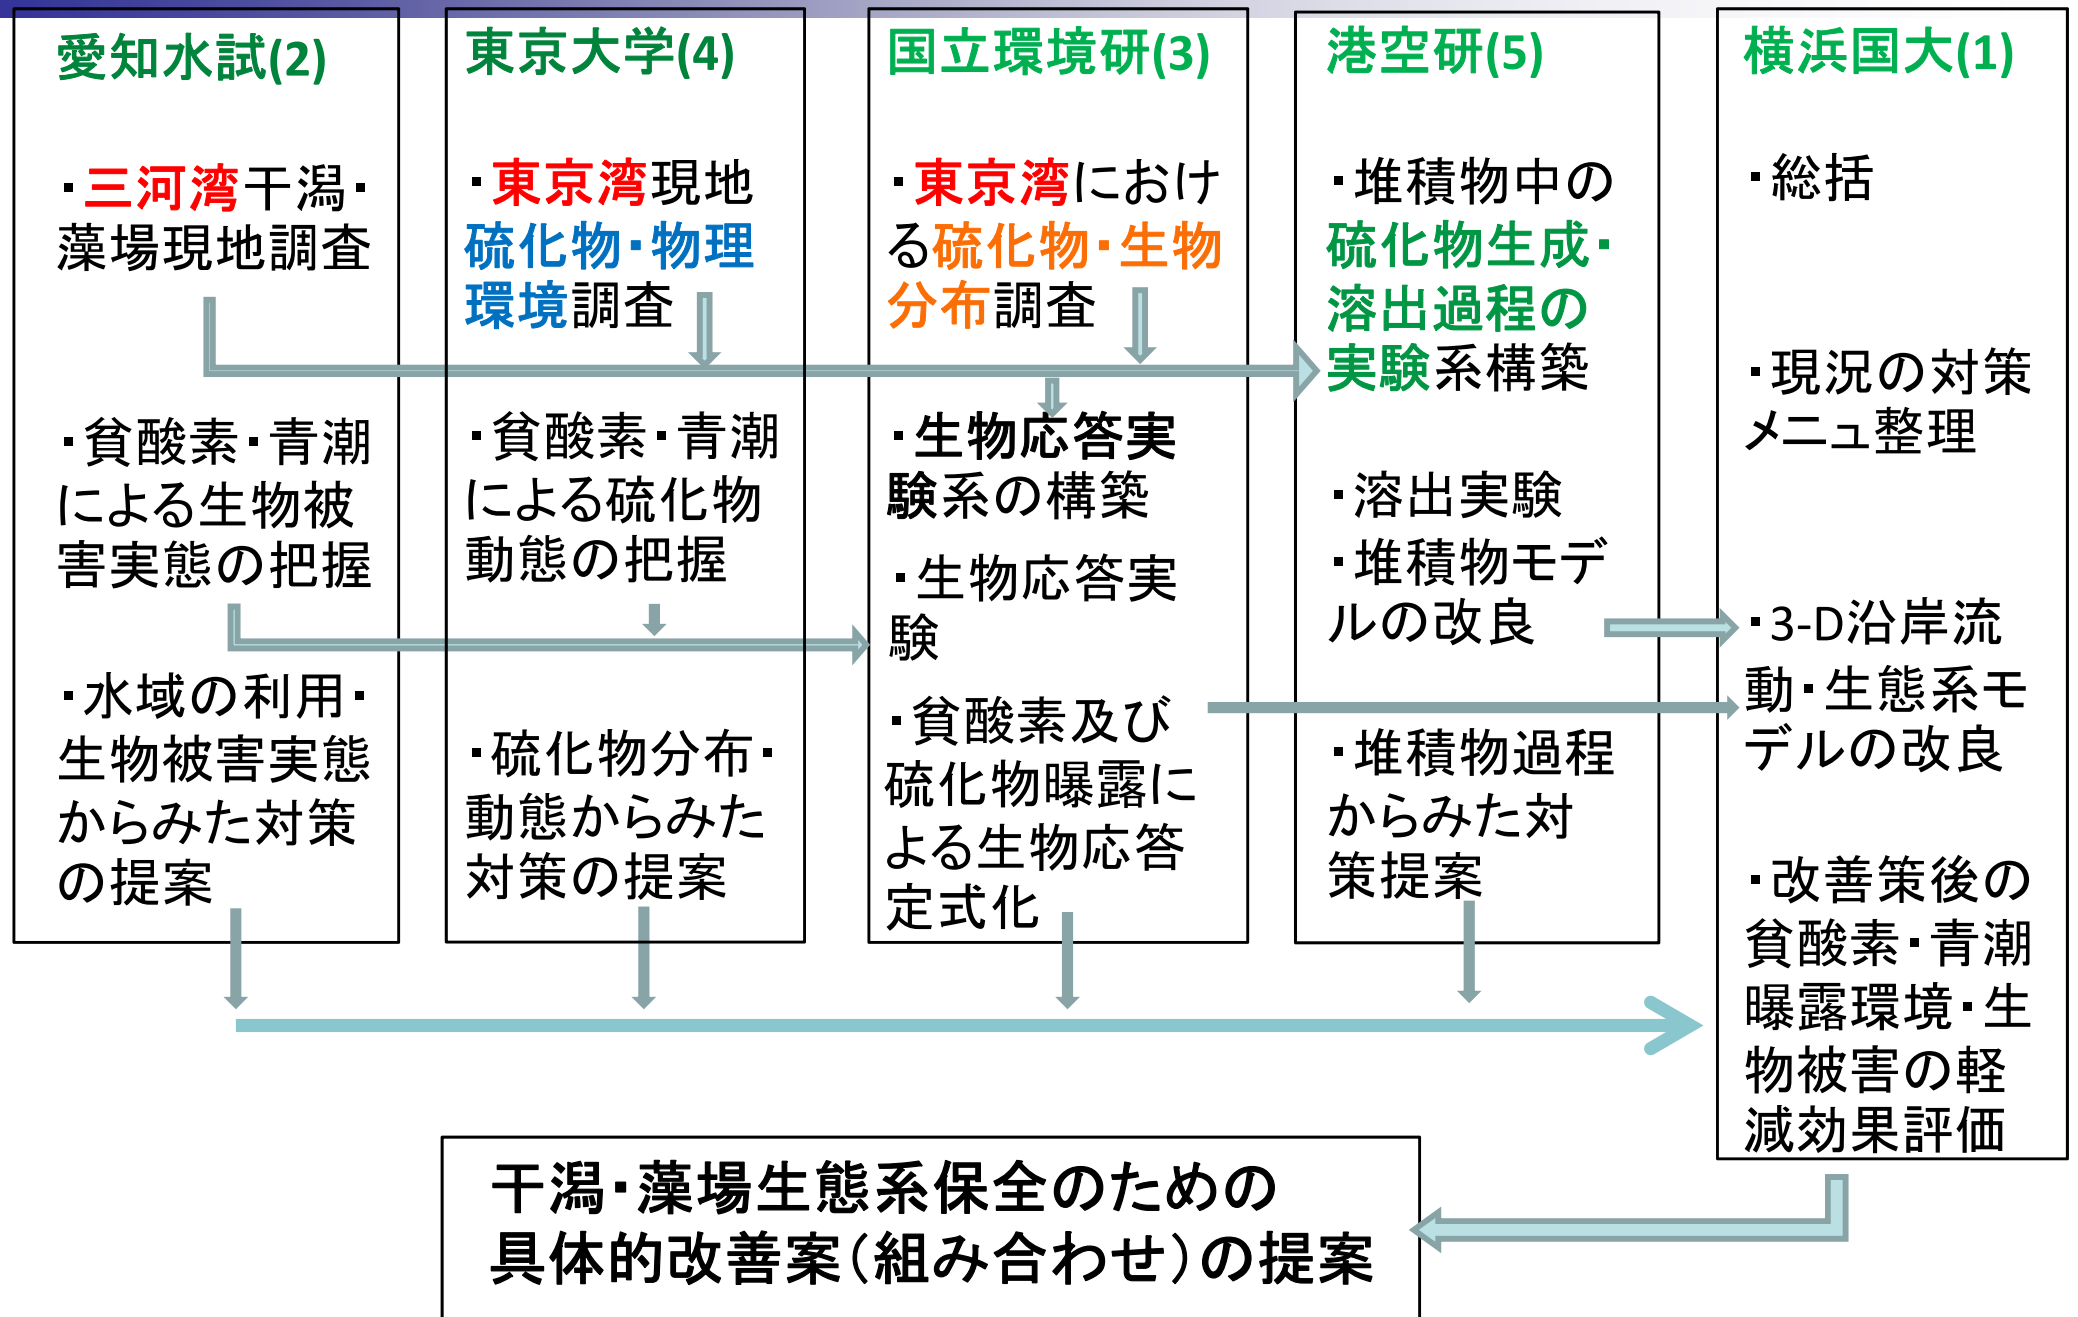 愛知水試(2)
・三河湾干潟・
藻場現地調査
・貧酸素・青潮
による生物被
害実態の把握
・水域の利用・
生物被害実態
からみた対策
の提案
東京大学(4)
・東京湾現地
硫化物・物理
環境調査
・貧酸素・青潮
による硫化物
動態の把握
・硫化物分布・
動態からみた
対策の提案
国立環境研(3)
・東京湾におけ
る硫化物・生物
分布調査
・生物応答実
験系の構築
・生物応答実
験
・貧酸素及び
硫化物曝露に
よる生物応答
定式化
港空研(5)
・堆積物中の
硫化物生成・
溶出過程の
実験系構築
・溶出実験
・堆積物モデ
ルの改良
・堆積物過程
からみた対
策提案
横浜国大(1)
・総括
・現況の対策
メニュ整理
・3-D沿岸流
動・生態系モ
デルの改良
・改善策後の
貧酸素・青潮
曝露環境・生
物被害の軽
減効果評価
干潟・藻場生態系保全のための
具体的改善案（組み合わせ）の提案